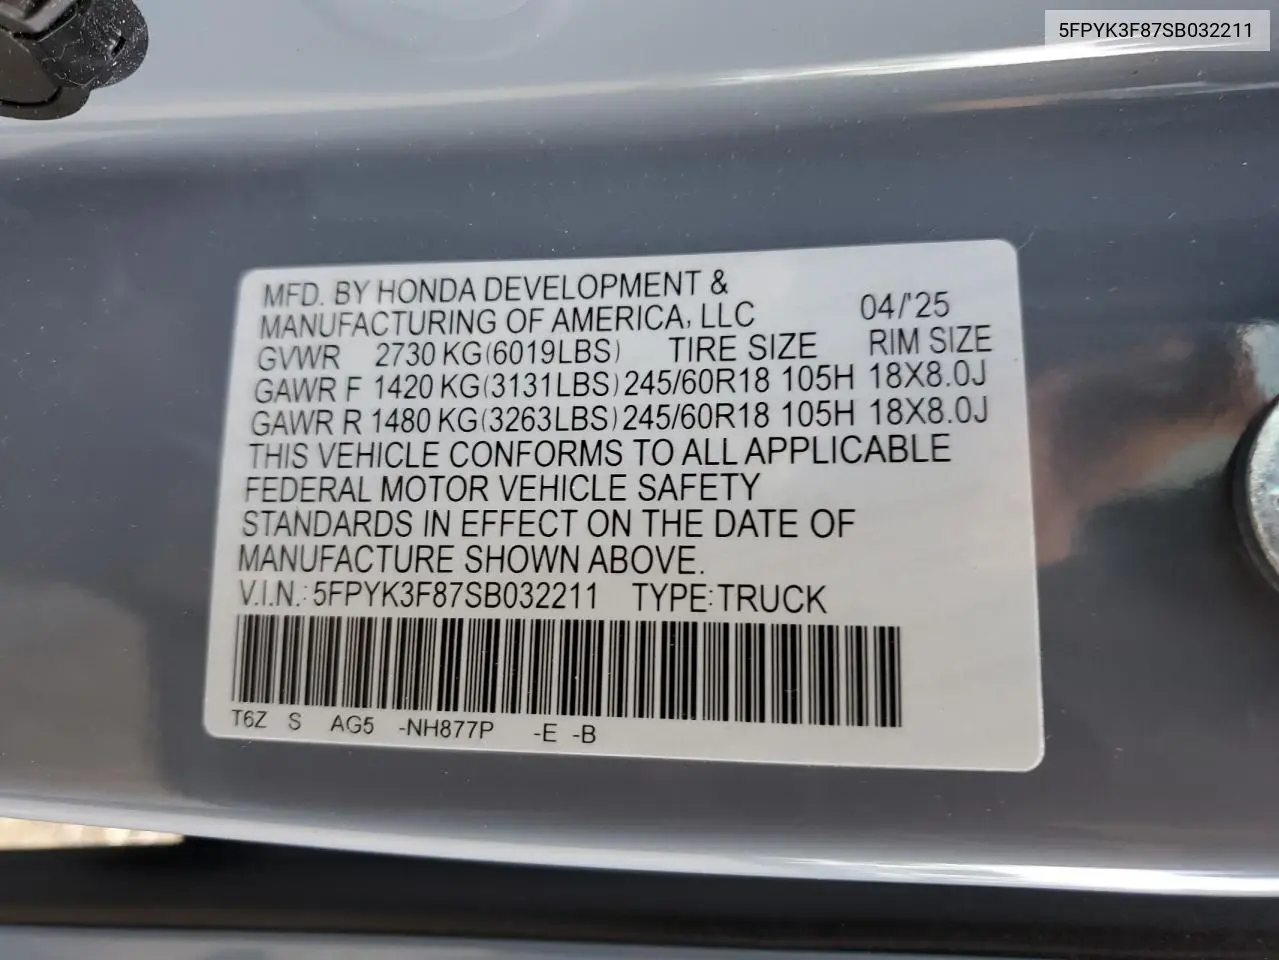 5FPYK3F87SB032211
MFD. BY HONDA DEVELOPMENT &
MANUFACTURING OF AMERICA, LLC 04/'25
GVWR 2730 KG(6019LBS) TIRE SIZE RIM SIZE
GAWR F 1420 KG(3131LBS) 245/60R18 105H 18X8.0J
GAWR R 1480 KG(3263LBS) 245/60R18 105H 18X8.0J
THIS VEHICLE CONFORMS TO ALL APPLICABLE
FEDERAL MOTOR VEHICLE SAFETY
STANDARDS IN EFFECT ON THE DATE OF
MANUFACTURE SHOWN ABOVE.
V.I.N.: 5FPYK3F87SB032211 TYPE:TRUCK
T6Z S AG5 -NH877P -E -B